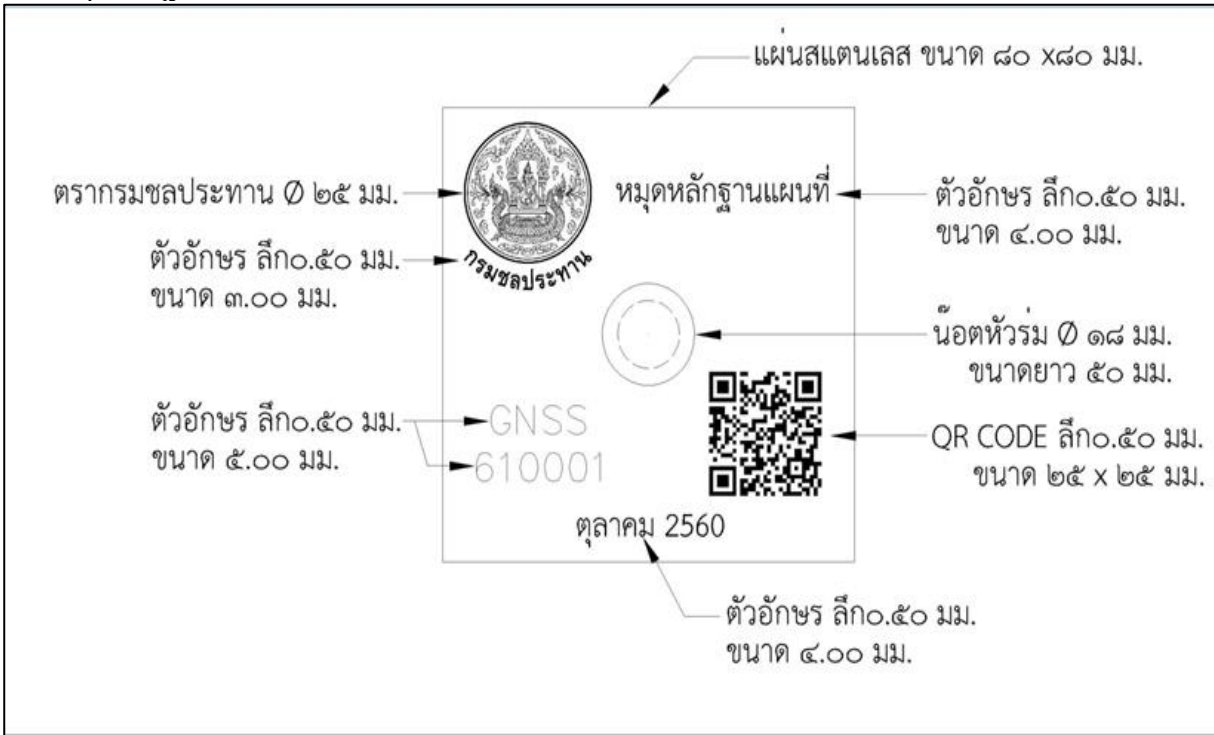 แผ่นสแตนเลส ขนาด ๘๐ x๘๐ มม.
ตรากรมชลประทาน Ø ๒๕ มม.
หมุดหลักฐานแผนที่
ตัวอักษร ลึก๐.๕๐ มม.
ขนาด ๔.๐๐ มม.
ตัวอักษร ลึก๐.๕๐ มม.
ขนาด ๓.๐๐ มม.
กรมชลประทาน
น๊อตหัวร่ม Ø ๑๘ มม.
ขนาดยาว ๕๐ มม.
ตัวอักษร ลึก๐.๕๐ มม.
ขนาด ๕.๐๐ มม.
GNSS
610001
QR CODE ลึก๐.๕๐ มม.
ขนาด ๒๕ x ๒๕ มม.
ตุลาคม 2560
ตัวอักษร ลึก๐.๕๐ มม.
ขนาด ๔.๐๐ มม.